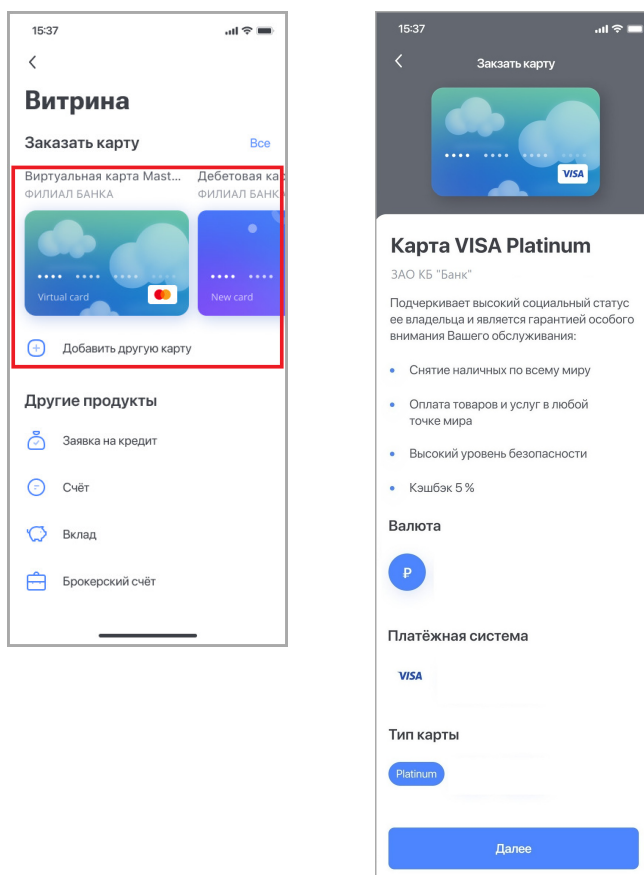 15:37
Витрина
Заказать карту
Все
Виртуальная карта Mast...
ФИЛИАЛ БАНКА
Virtual card
Дебетовая ка
ФИЛИАЛ БАНК
New card
Добавить другую карту
Другие продукты
Заявка на кредит
Счёт
Вклад
Брокерский счёт
15:37
Закзать карту
VISA
Карта VISA Platinum
ЗАО КБ "Банк"
Подчеркивает высокий социальный статус
ее владельца и является гарантией особого
внимания Вашего обслуживания:
Снятие наличных по всему миру
Оплата товаров и услуг в любой
точке мира
Высокий уровень безопасности
Кэшбэк 5 %
Валюта
₽
Платёжная система
VISA
Тип карты
Platinum
Далее